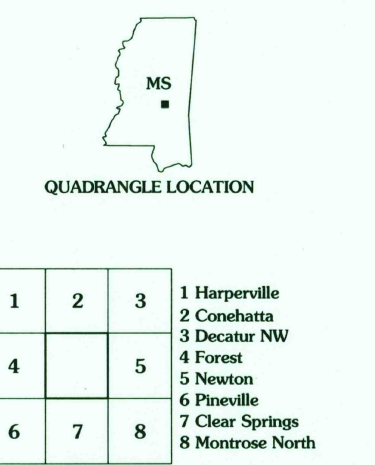 MS
QUADRANGLE LOCATION
1 2 3
4 5
6 7 8
1 Harperville
2 Conehatta
3 Decatur NW
4 Forest
5 Newton
6 Pineville
7 Clear Springs
8 Montrose North